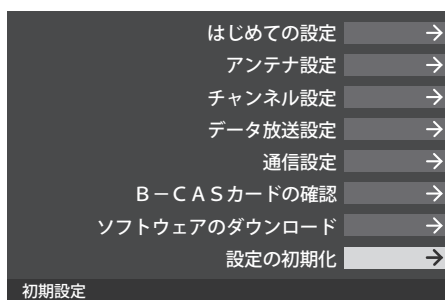 はじめての設定
アンテナ設定
チャンネル設定
データ放送設定
通信設定
B－CASカードの確認
ソフトウェアのダウンロード
設定の初期化
初期設定